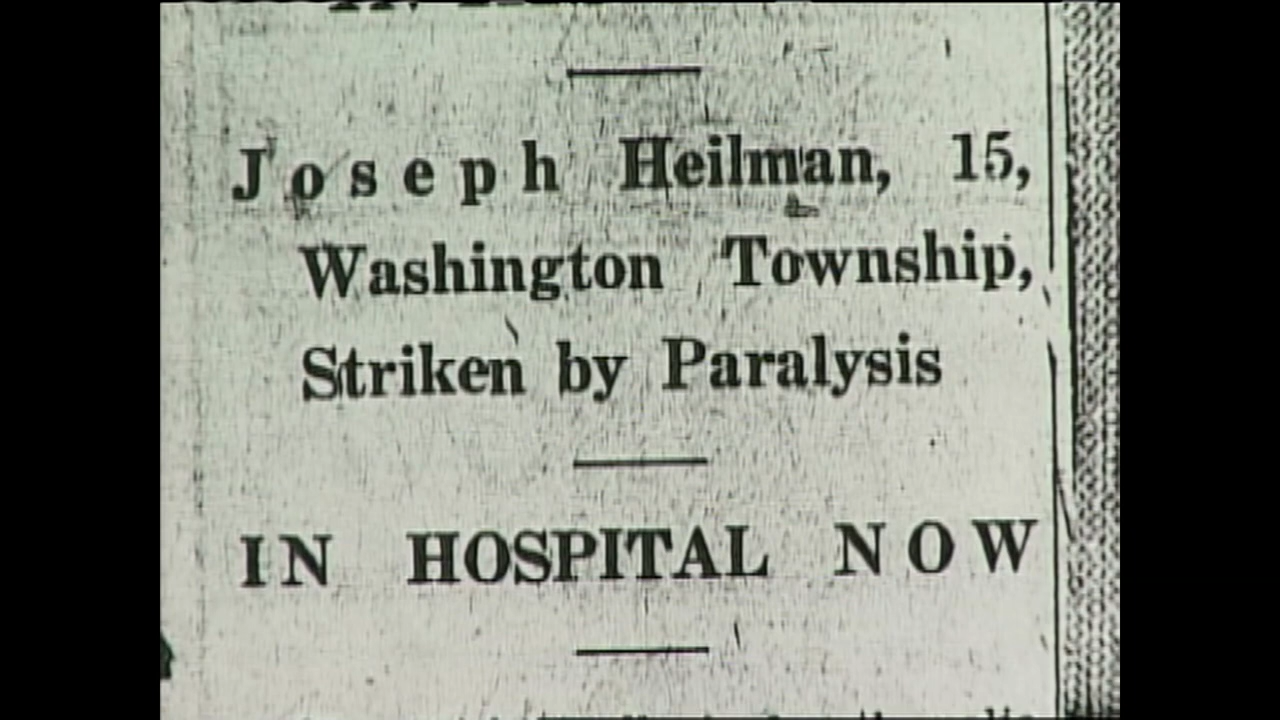 Joseph Heilman, 15,
Washington Township,
Striken by Paralysis
IN HOSPITAL NOW